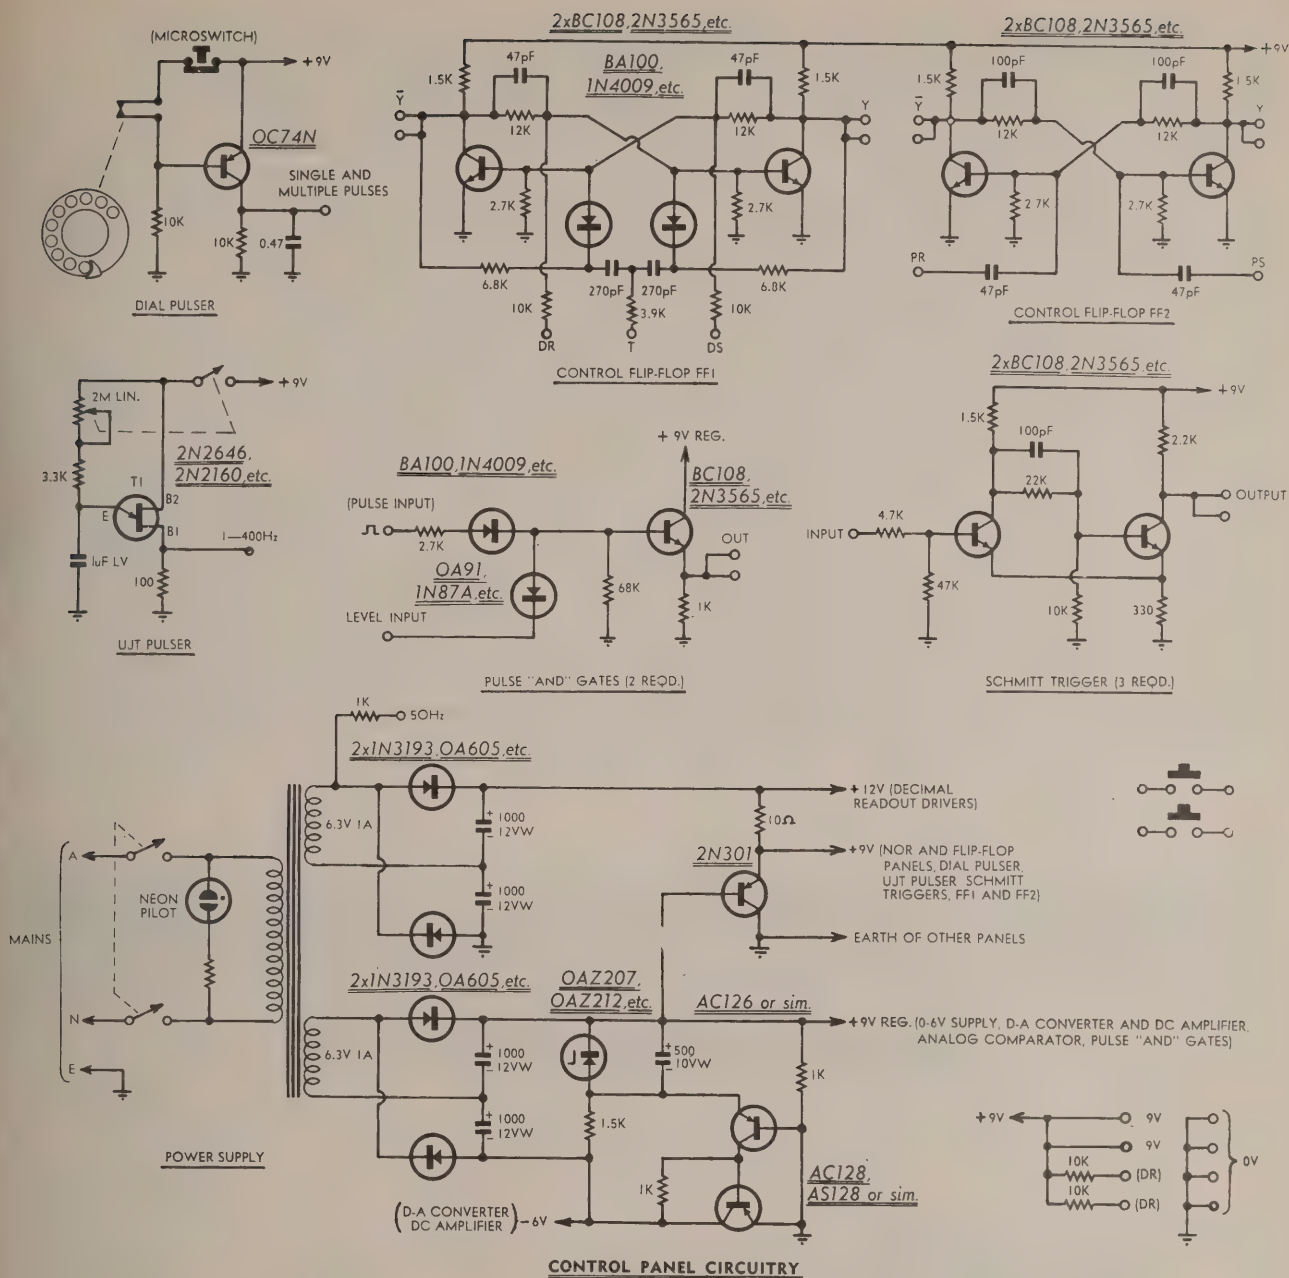 (MICROSWITCH)
+9V
OC74N
SINGLE AND
MULTIPLE PULSES
10K
10K
0.47
DIAL PULSER
2xBC108,2N3565,etc.
47pF
BA100,
1N4009,etc.
47pF
1.5K
1.5K
Y̅
Y
12K
12K
2.7K
2.7K
6.8K
270pF
270pF
6.8K
10K
3.9K
10K
DR
T
DS
CONTROL FLIP-FLOP FF1
2xBC108,2N3565,etc.
+9V
100pF
100pF
1.5K
1.5K
Y̅
Y
12K
12K
2.7K
2.7K
PR
PS
47pF
47pF
CONTROL FLIP-FLOP FF2
+9V
2M LIN.
2N2646,
2N2160,etc.
3.3K
T1
B2
E
B1
1—400Hz
1uF LV
100
UJT PULSER
+ 9V REG.
BA100,1N4009,etc.
BC108,
2N3565,etc.
(PULSE INPUT)
2.7K
OUT
OA91,
1N87A,etc.
68K
1K
LEVEL INPUT
PULSE "AND" GATES (2 REQD.)
2xBC108,2N3565,etc.
+9V
1.5K
100pF
2.2K
22K
OUTPUT
4.7K
INPUT
47K
10K
330
SCHMITT TRIGGER (3 REQD.)
1K
50Hz
2x1N3193,OA605,etc.
6.3V 1A
+ 1000
- 12VW
+ 1000
- 12VW
+12V (DECIMAL
READOUT DRIVERS)
10Ω
2N301
+9V (NOR AND FLIP-FLOP
PANELS, DIAL PULSER,
UJT PULSER SCHMITT
TRIGGERS, FF1 AND FF2)
EARTH OF OTHER PANELS
A
NEON
PILOT
MAINS
N
E
2x1N3193,OA605,etc.
OAZ207,
OAZ212,etc.
AC126 or sim.
+9V REG. (0-6V SUPPLY, D-A CONVERTER AND DC AMPLIFIER,
ANALOG COMPARATOR, PULSE "AND" GATES)
6.3V 1A
+ 1000
- 12VW
+ 1000
- 12VW
J
+ 500
10VW
-
1K
1.5K
1K
AC128,
AS128 or sim.
POWER SUPPLY
(D-A CONVERTER
DC AMPLIFIER) -6V
+9V
9V
9V
10K
(DR)
10K
(DR)
0V
CONTROL PANEL CIRCUITRY